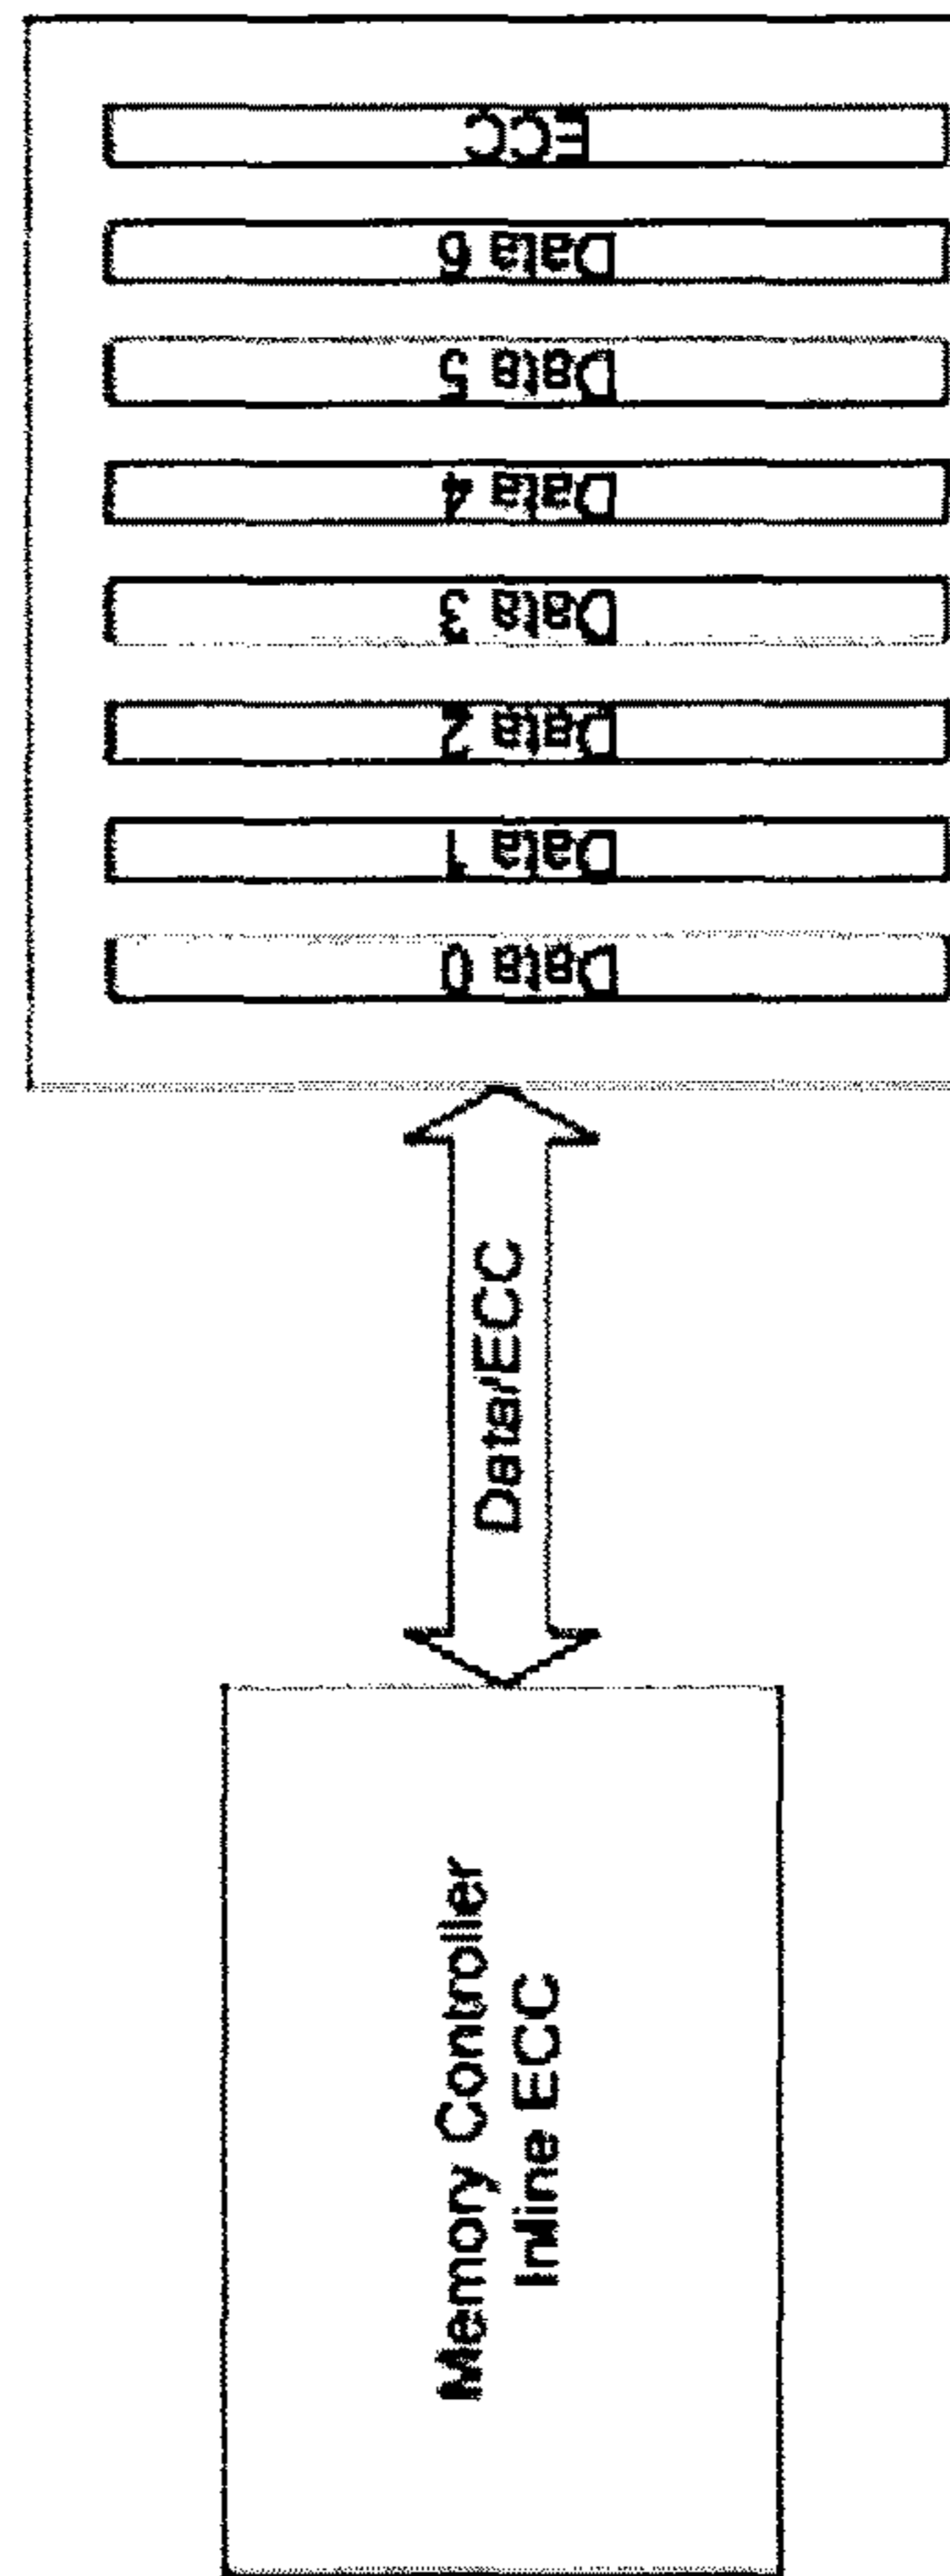 ECC
Data 6
Data 5
Data 4
Data 3
Data 2
Data 1
Data 0
Data/ECC
Memory Controller
Inline ECC